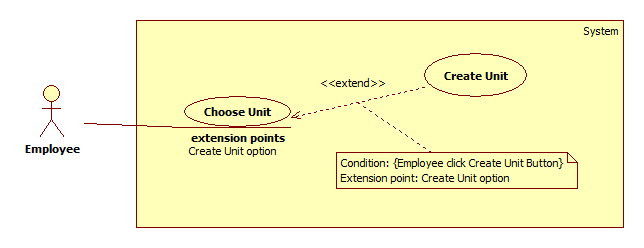 System
<<extend>>
Create Unit
Choose Unit
extension points
Create Unit option
Employee
Condition: {Employee click Create Unit Button}
Extension point: Create Unit option